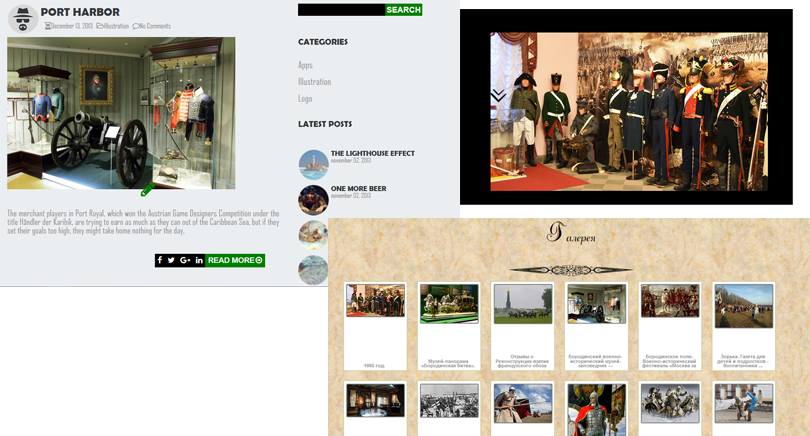 PORT HARBOR
December 13, 2013 Illustration No Comments
The merchant players in Port Royal, which won the Austrian Game Designers Competition under the
title Händler der Karibik, are trying to earn as much as they can out of the Caribbean Sea, but if they
set their goals too high, they might take home nothing for the day.
READ MORE
SEARCH
CATEGORIES
Apps
Illustration
Logo
LATEST POSTS
THE LIGHTHOUSE EFFECT
november 02, 2013
ONE MORE BEER
november 02, 2013
Галерея
1985 год.
Музей-панорама
«Бородинская битва».
Отзывы о
Реконструкция взятие
французского обоза
Бородинский военно-
исторический музей-
заповедник —
Бородинское поле.
Военно-исторический
фестиваль «Москва за
Зорька. Газета для
детей и подростков :
Воспитанники ...